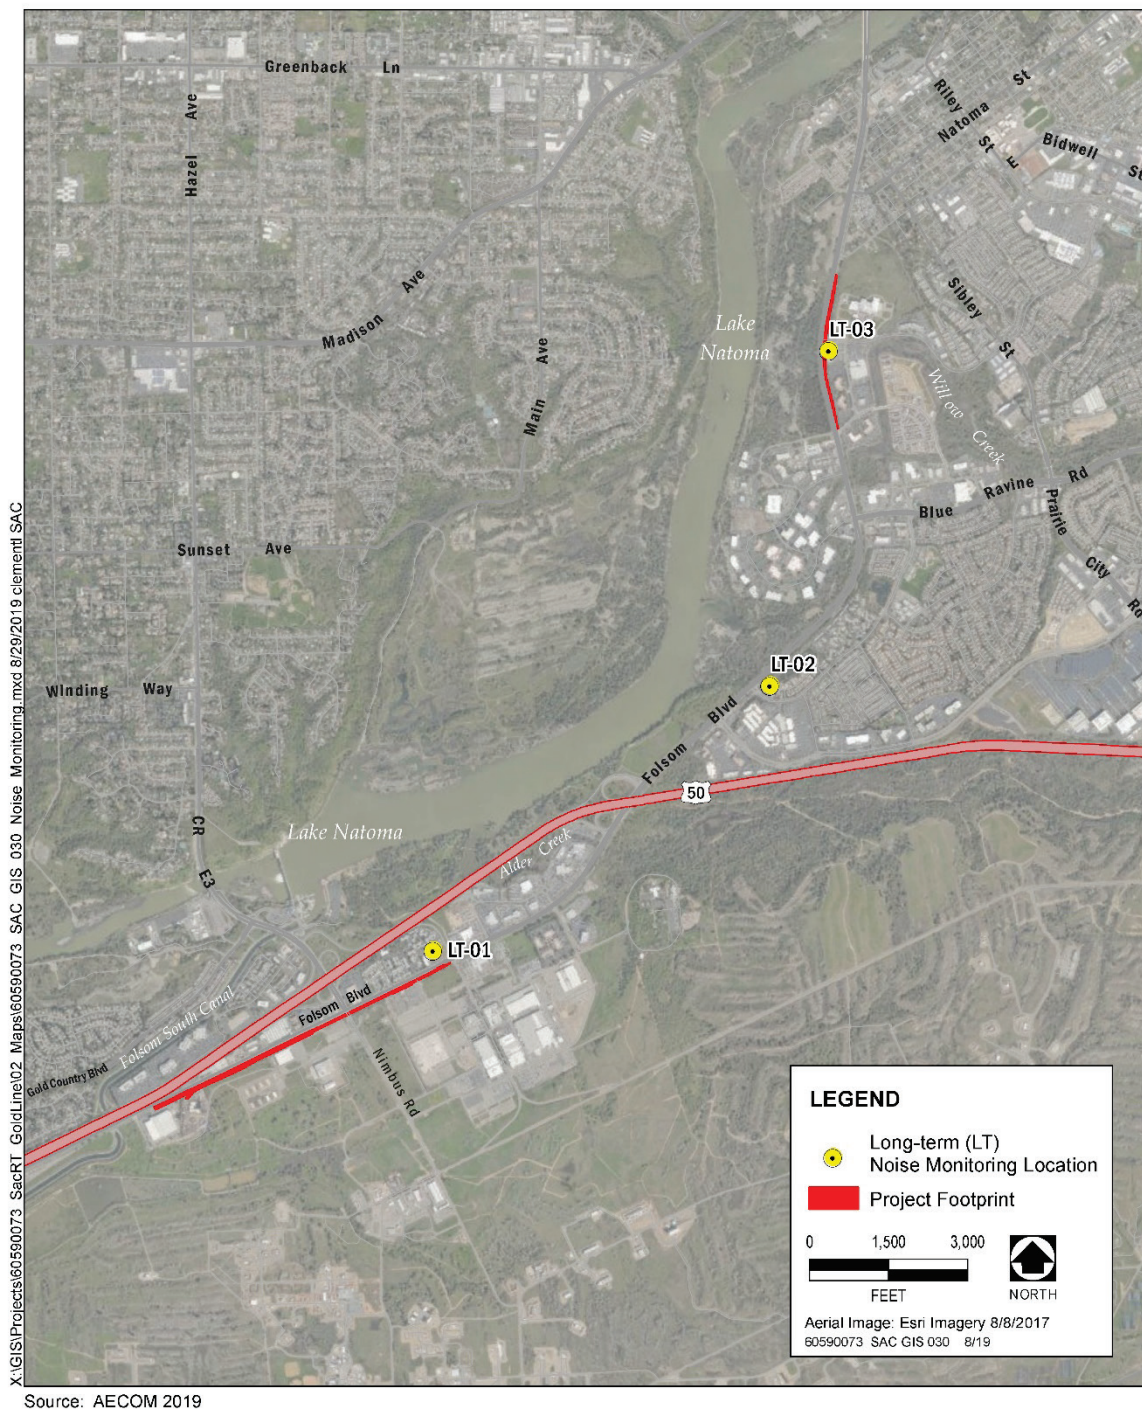 Greenback Ln
Hazel Ave
Riley St
Natoma St
E Bidwell St
Madison Ave
Main Ave
Lake
Natoma
LT-03
Sibley St
Willow Creek
Blue Ravine Rd
Prairie City Rd
Sunset Ave
Winding Way
LT-02
Folsom Blvd
50
CR E3
Lake Natoma
Alder Creek
LT-01
Folsom Blvd
Folsom South Canal
Gold Country Blvd
Nimbus Rd
LEGEND
Long-term (LT)
Noise Monitoring Location
Project Footprint
0 1,500 3,000
FEET
NORTH
Aerial Image: Esri Imagery 8/8/2017
60590073 SAC GIS 030 8/19
X:\GIS\Projects\60590073_SacRT_GoldLine\02_Maps\60590073_SAC_GIS_030_Noise_Monitoring.mxd 8/29/2019 clementl SAC
Source: AECOM 2019